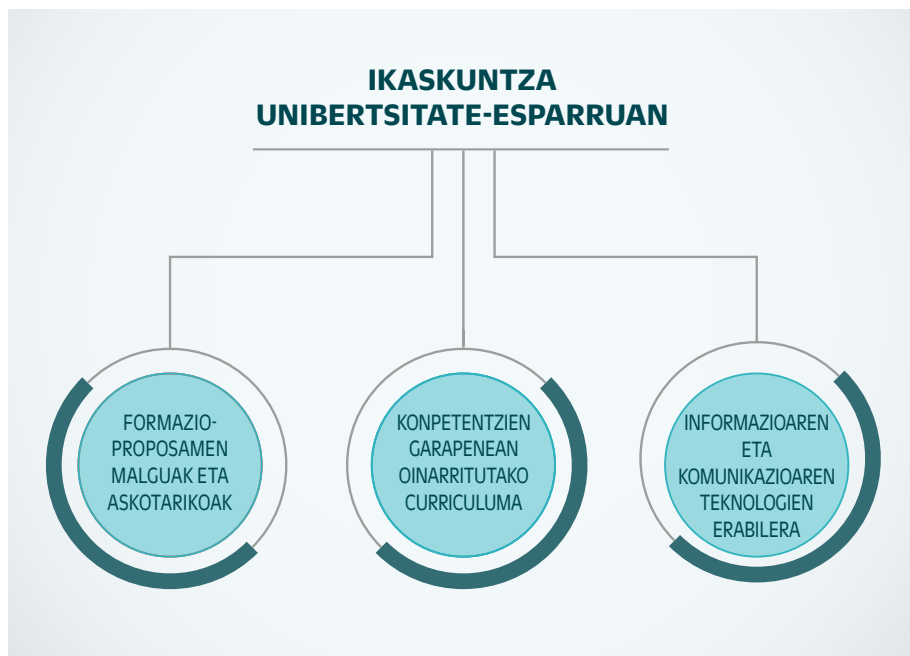 IKASKUNTZA
UNIBERTSITATE-ESPARRUAN
FORMAZIO-
PROPOSAMEN
MALGUAK ETA
ASKOTARIKOAK
KONPETENTZIEN
GARAPENEAN
OINARRITUTAKO
CURRICULUMA
INFORMAZIOAREN
ETA
KOMUNIKAZIOAREN
TEKNOLOGIEN
ERABILERA